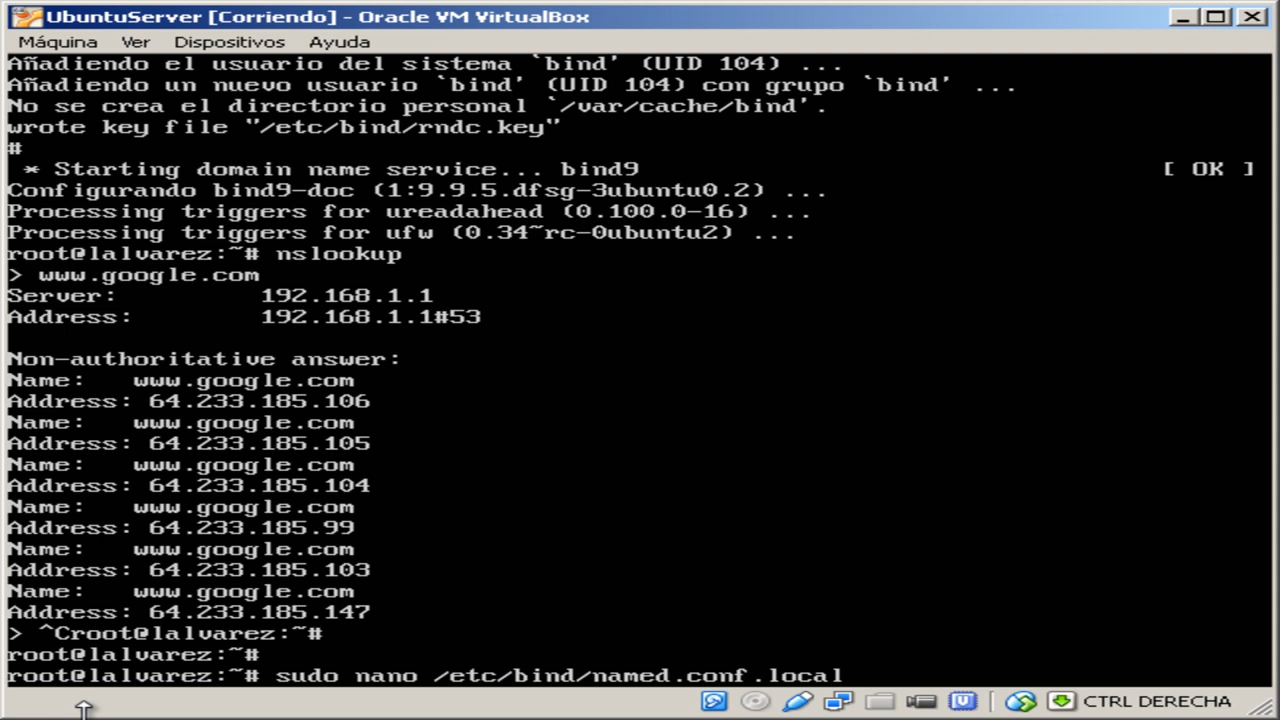 UbuntuServer [Corriendo] - Oracle VM VirtualBox
Máquina Ver Dispositivos Ayuda
Añadiendo el usuario del sistema `bind' (UID 104) ...
Añadiendo un nuevo usuario `bind' (UID 104) con grupo `bind' ...
No se crea el directorio personal `/var/cache/bind'.
wrote key file "/etc/bind/rndc.key"
#
* Starting domain name service... bind9 [ OK ]
Configurando bind9-doc (1:9.9.5.dfsg-3ubuntu0.2) ...
Processing triggers for ureadahead (0.100.0-16) ...
Processing triggers for ufw (0.34~rc-0ubuntu2) ...
root@lalvarez:~# nslookup
> www.google.com
Server: 192.168.1.1
Address: 192.168.1.1#53
Non-authoritative answer:
Name: www.google.com
Address: 64.233.185.106
Name: www.google.com
Address: 64.233.185.105
Name: www.google.com
Address: 64.233.185.104
Name: www.google.com
Address: 64.233.185.99
Name: www.google.com
Address: 64.233.185.103
Name: www.google.com
Address: 64.233.185.147
> ^Croot@lalvarez:~#
root@lalvarez:~#
root@lalvarez:~# sudo nano /etc/bind/named.conf.local
CTRL DERECHA